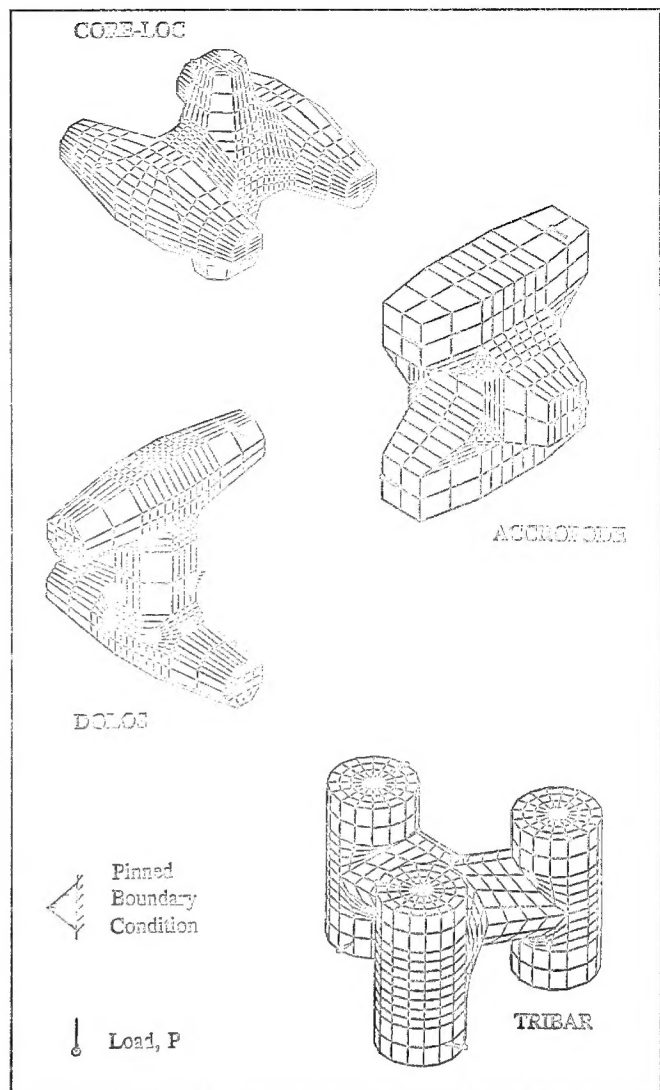 CORE-LOC
ACCROPODE
DOLOS
Pinned
Boundary
Condition
TRIBAR
Load, P